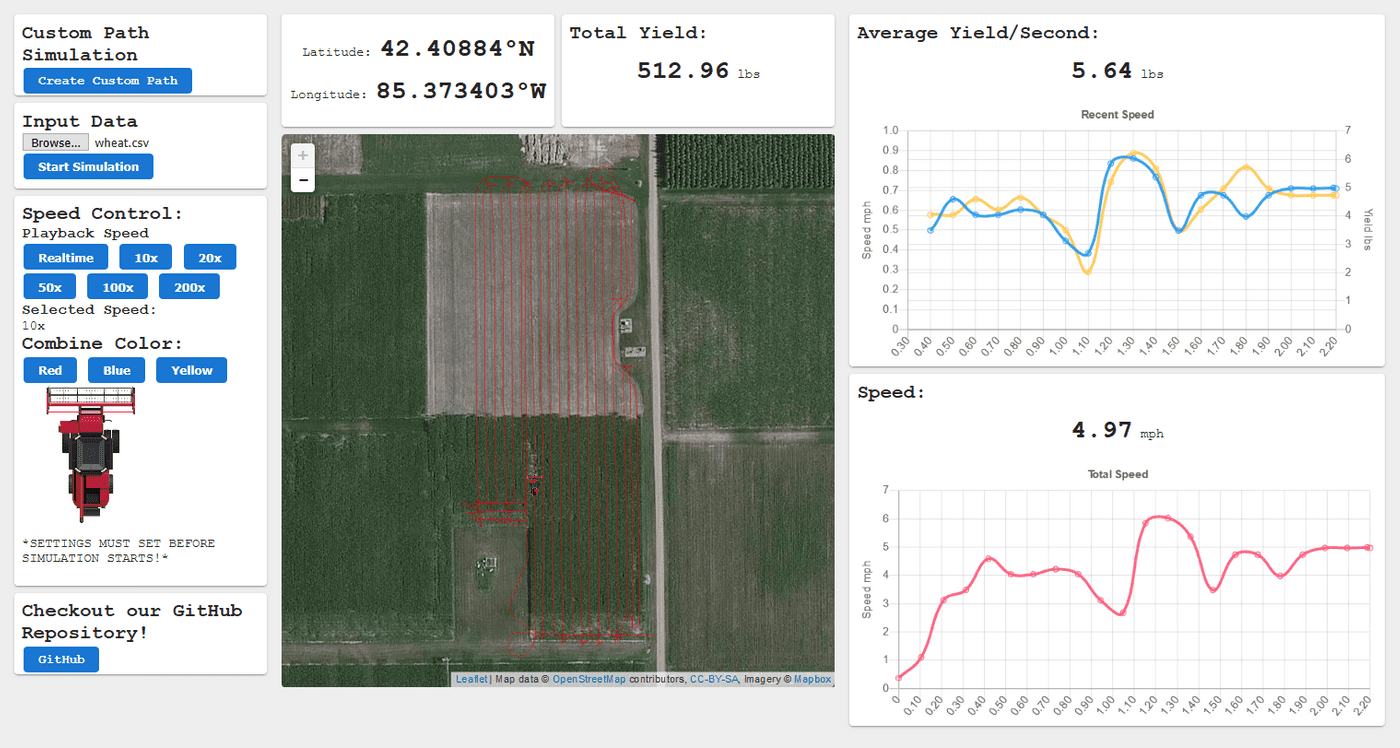 Custom Path
Simulation
Create Custom Path
Input Data
Browse... wheat.csv
Start Simulation
Speed Control:
Playback Speed
Realtime 10x 20x
50x 100x 200x
Selected Speed:
10x
Combine Color:
Red Blue Yellow
*SETTINGS MUST SET BEFORE
SIMULATION STARTS!*
Checkout our GitHub
Repository!
GitHub
Latitude: 42.40884°N
Longitude: 85.373403°W
Total Yield:
512.96 lbs
+
−
Leaflet | Map data © OpenStreetMap contributors, CC-BY-SA, Imagery © Mapbox
Average Yield/Second:
5.64 lbs
Recent Speed
Speed mph
1.0
0.9
0.8
0.7
0.6
0.5
0.4
0.3
0.2
0.1
0
7
6
5
4
3
2
1
0
Yield lbs
0.30 0.40 0.50 0.60 0.70 0.80 0.90 1.00 1.10 1.20 1.30 1.40 1.50 1.60 1.70 1.80 1.90 2.00 2.10 2.20
Speed:
4.97 mph
Total Speed
Speed mph
7
6
5
4
3
2
1
0
0 0.10 0.20 0.30 0.40 0.50 0.60 0.70 0.80 0.90 1.00 1.10 1.20 1.30 1.40 1.50 1.60 1.70 1.80 1.90 2.00 2.10 2.20